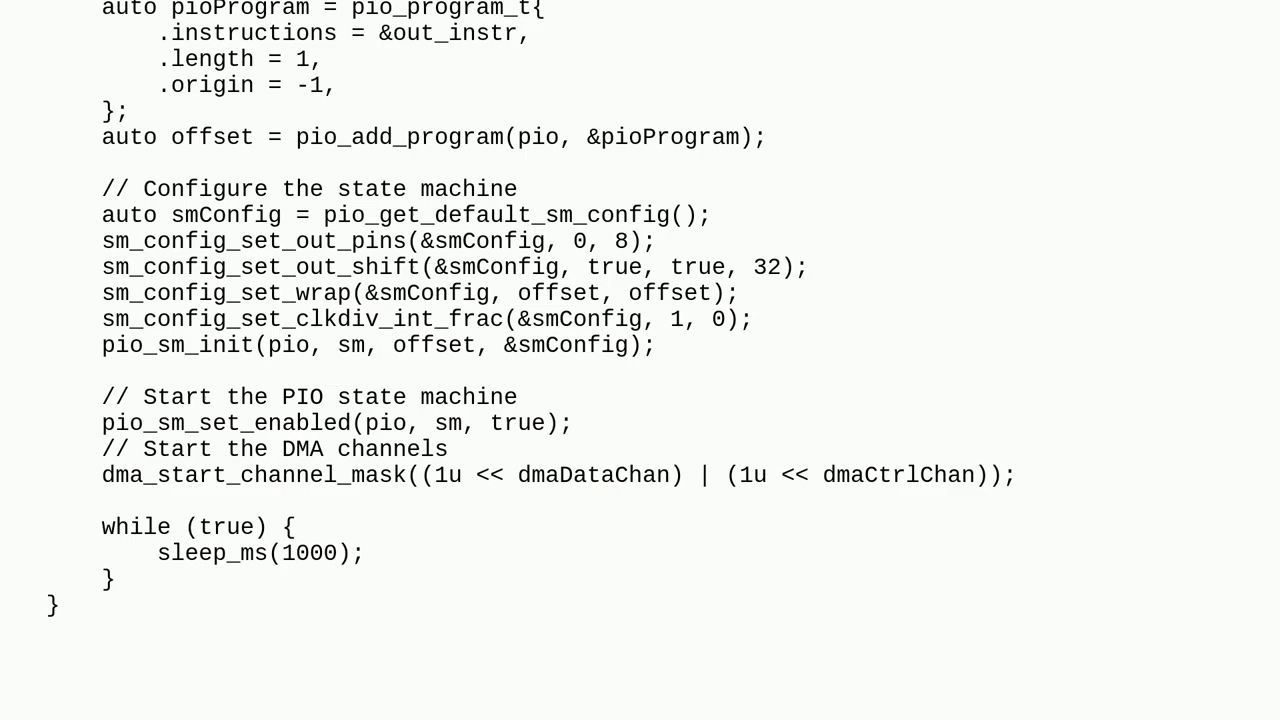 auto pioProgram = pio_program_t{
.instructions = &out_instr,
.length = 1,
.origin = -1,
};
auto offset = pio_add_program(pio, &pioProgram);
// Configure the state machine
auto smConfig = pio_get_default_sm_config();
sm_config_set_out_pins(&smConfig, 0, 8);
sm_config_set_out_shift(&smConfig, true, true, 32);
sm_config_set_wrap(&smConfig, offset, offset);
sm_config_set_clkdiv_int_frac(&smConfig, 1, 0);
pio_sm_init(pio, sm, offset, &smConfig);
// Start the PIO state machine
pio_sm_set_enabled(pio, sm, true);
// Start the DMA channels
dma_start_channel_mask((1u << dmaDataChan) | (1u << dmaCtrlChan));
while (true) {
sleep_ms(1000);
}
}